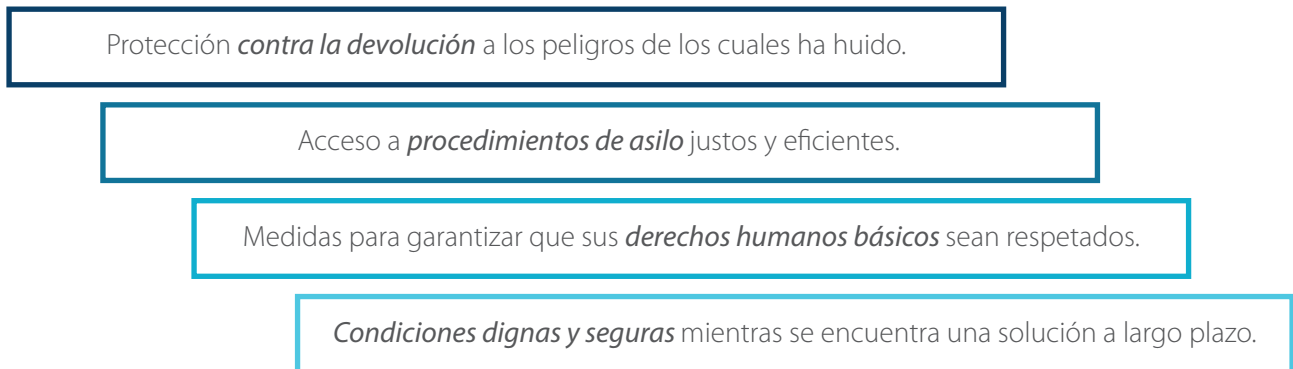 Protección contra la devolución a los peligros de los cuales ha huido.
Acceso a procedimientos de asilo justos y eficientes.
Medidas para garantizar que sus derechos humanos básicos sean respetados.
Condiciones dignas y seguras mientras se encuentra una solución a largo plazo.